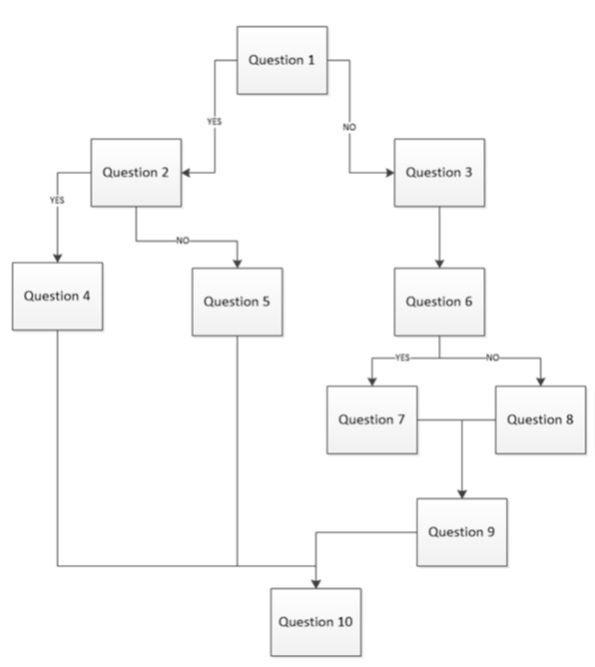 Question 1
YES
NO
Question 2
Question 3
YES
NO
Question 4
Question 5
Question 6
YES
NO
Question 7
Question 8
Question 9
Question 10